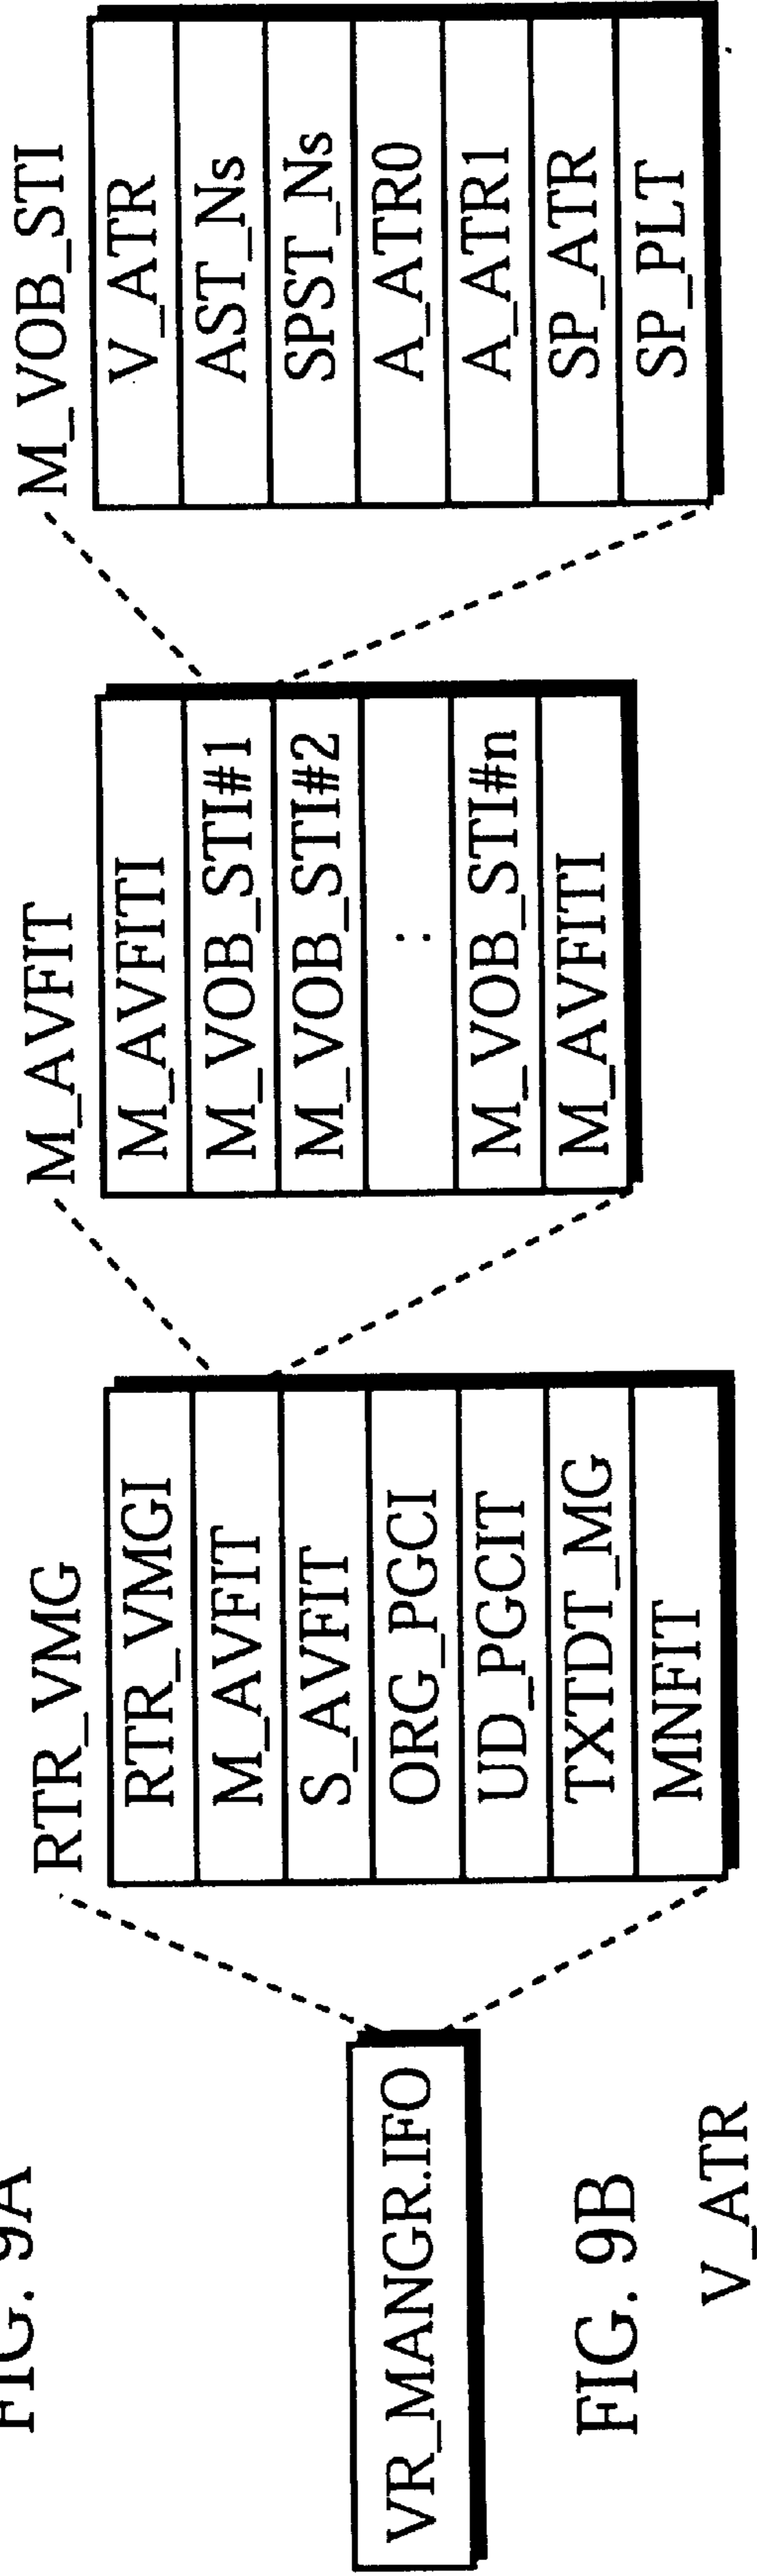 FIG. 9A
VR_MANGR.IFO
RTR_VMG
RTR_VMGI
M_AVFIT
S_AVFIT
ORG_PGCI
UD_PGCIT
TXTDT_MG
MNFIT
M_AVFIT
M_AVFITI
M_VOB_STI#1
M_VOB_STI#2
:
M_VOB_STI#n
M_AVFITI
M_VOB_STI
V_ATR
AST_Ns
SPST_Ns
A_ATR0
A_ATR1
SP_ATR
SP_PLT
FIG. 9B
V_ATR